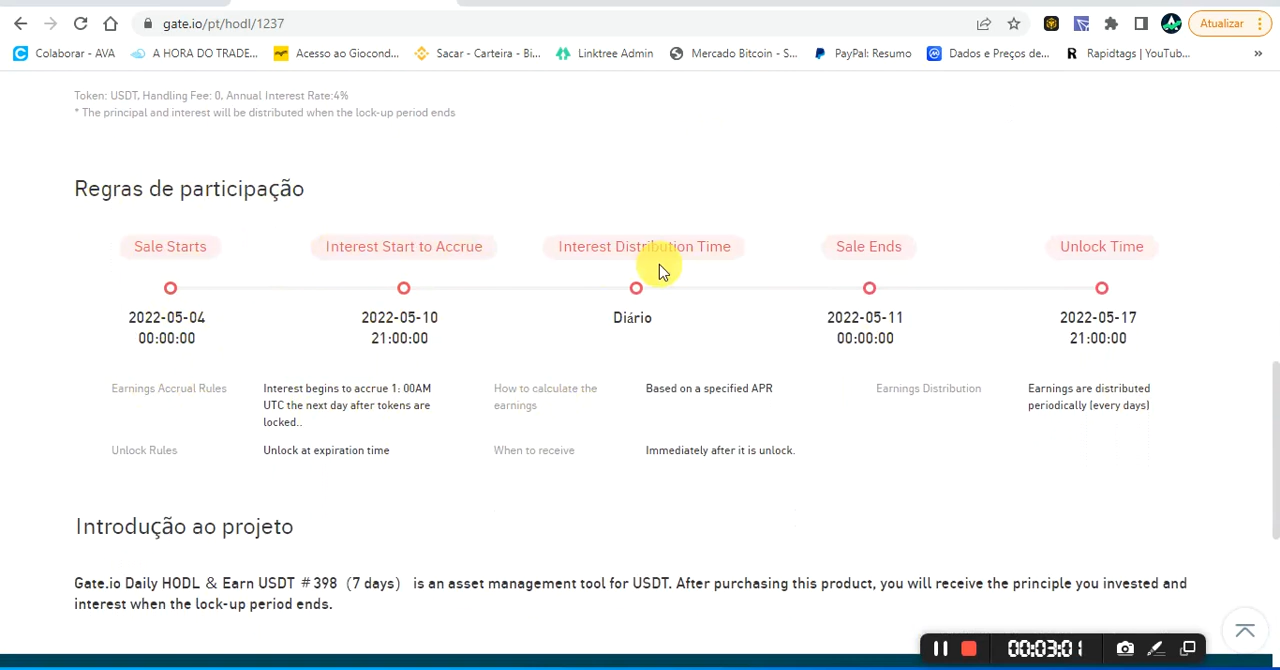 gate.io/pt/hodl/1237
Atualizar
Colaborar - AVA
A HORA DO TRADE...
Acesso ao Giocond...
Sacar - Carteira - Bi...
Linktree Admin
Mercado Bitcoin - S...
PayPal: Resumo
Dados e Preços de...
Rapidtags | YouTub...
»
Token: USDT, Handling Fee: 0, Annual Interest Rate:4%
* The principal and interest will be distributed when the lock-up period ends
Regras de participação
Sale Starts
Interest Start to Accrue
Interest Distribution Time
Sale Ends
Unlock Time
2022-05-04
00:00:00
2022-05-10
21:00:00
Diário
2022-05-11
00:00:00
2022-05-17
21:00:00
Earnings Accrual Rules
Interest begins to accrue 1: 00AM
UTC the next day after tokens are
locked..
How to calculate the
earnings
Based on a specified APR
Earnings Distribution
Earnings are distributed
periodically (every days)
Unlock Rules
Unlock at expiration time
When to receive
Immediately after it is unlock.
Introdução ao projeto
Gate.io Daily HODL & Earn USDT #398 (7 days) is an asset management tool for USDT. After purchasing this product, you will receive the principle you invested and
interest when the lock-up period ends.
00:03:01